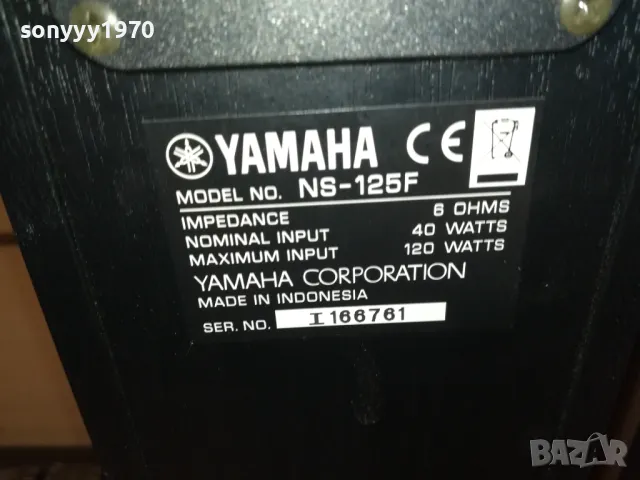 sonyyy1970
YAMAHA CE
MODEL NO. NS-125F
IMPEDANCE 6 OHMS
NOMINAL INPUT 40 WATTS
MAXIMUM INPUT 120 WATTS
YAMAHA CORPORATION
MADE IN INDONESIA
SER. NO. I 166761
BAZAR